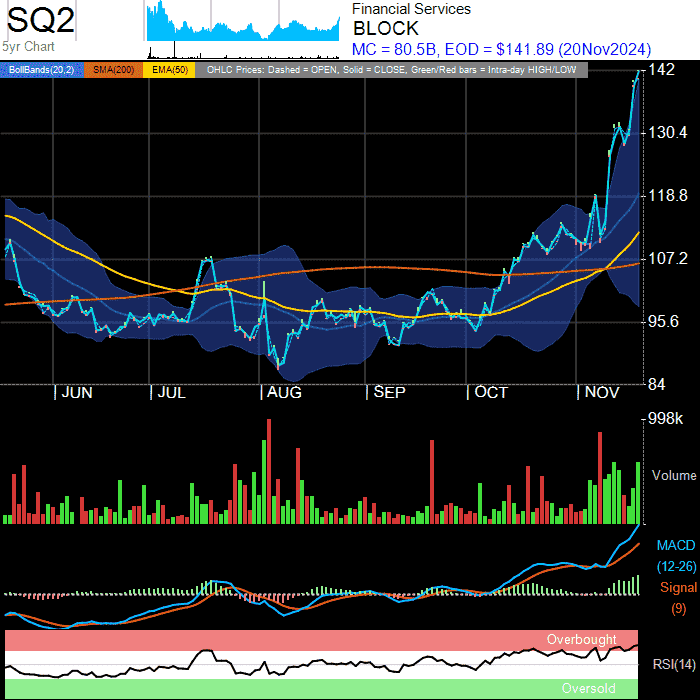 SQ2
5yr Chart
Financial Services
BLOCK
MC = 80.5B, EOD = $141.89 (20Nov2024)
BollBands(20,2) SMA(200) EMA(50) OHLC Prices: Dashed = OPEN, Solid = CLOSE, Green/Red bars = Intra-day HIGH/LOW
142
130.4
118.8
107.2
95.6
84
| JUN | JUL | AUG | SEP | OCT | NOV
998k
Volume
MACD
(12-26)
Signal
(9)
Overbought
RSI(14)
Oversold